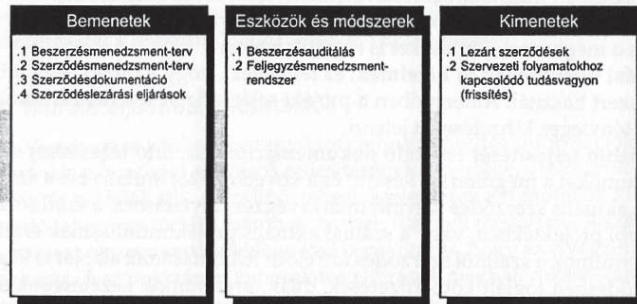 Bemenetek
.1 Beszerzésmenedzsment-terv
.2 Szerződésmenedzsment-terv
.3 Szerződésdokumentáció
.4 Szerződéslezárási eljárások
Eszközök és módszerek
.1 Beszerzésauditálás
.2 Feljegyzésmenedzsment-
rendszer
Kimenetek
.1 Lezárt szerződések
.2 Szervezeti folyamatokhoz
kapcsolódó tudásvagyon
(frissítés)